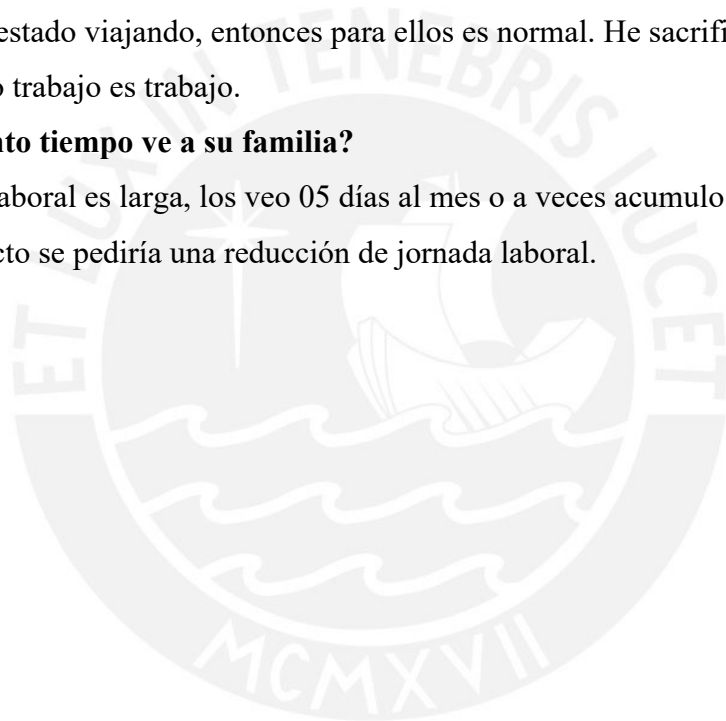 estado viajando, entonces para ellos es normal. He sacrifi
o trabajo es trabajo.
nto tiempo ve a su familia?
aboral es larga, los veo 05 días al mes o a veces acumulo
cto se pediría una reducción de jornada laboral.
ET LUX IN TENEBRIS LUCET
MCMXVII